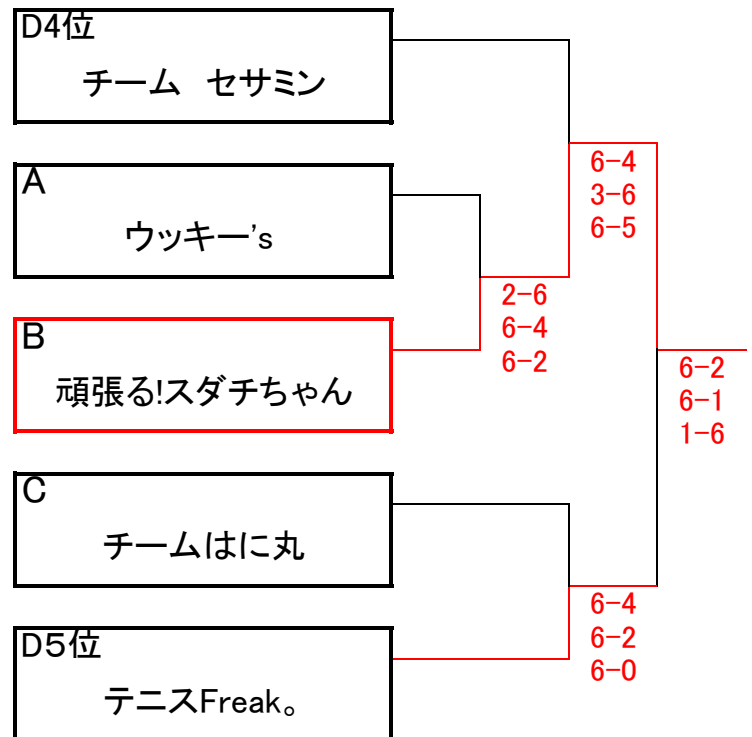 D4位
チーム　セサミン
A
ウッキー's
B
頑張る!スダチちゃん
C
チームはに丸
D5位
テニスFreak。
2-6
6-4
6-2
6-4
3-6
6-5
6-4
6-2
6-0
6-2
6-1
1-6